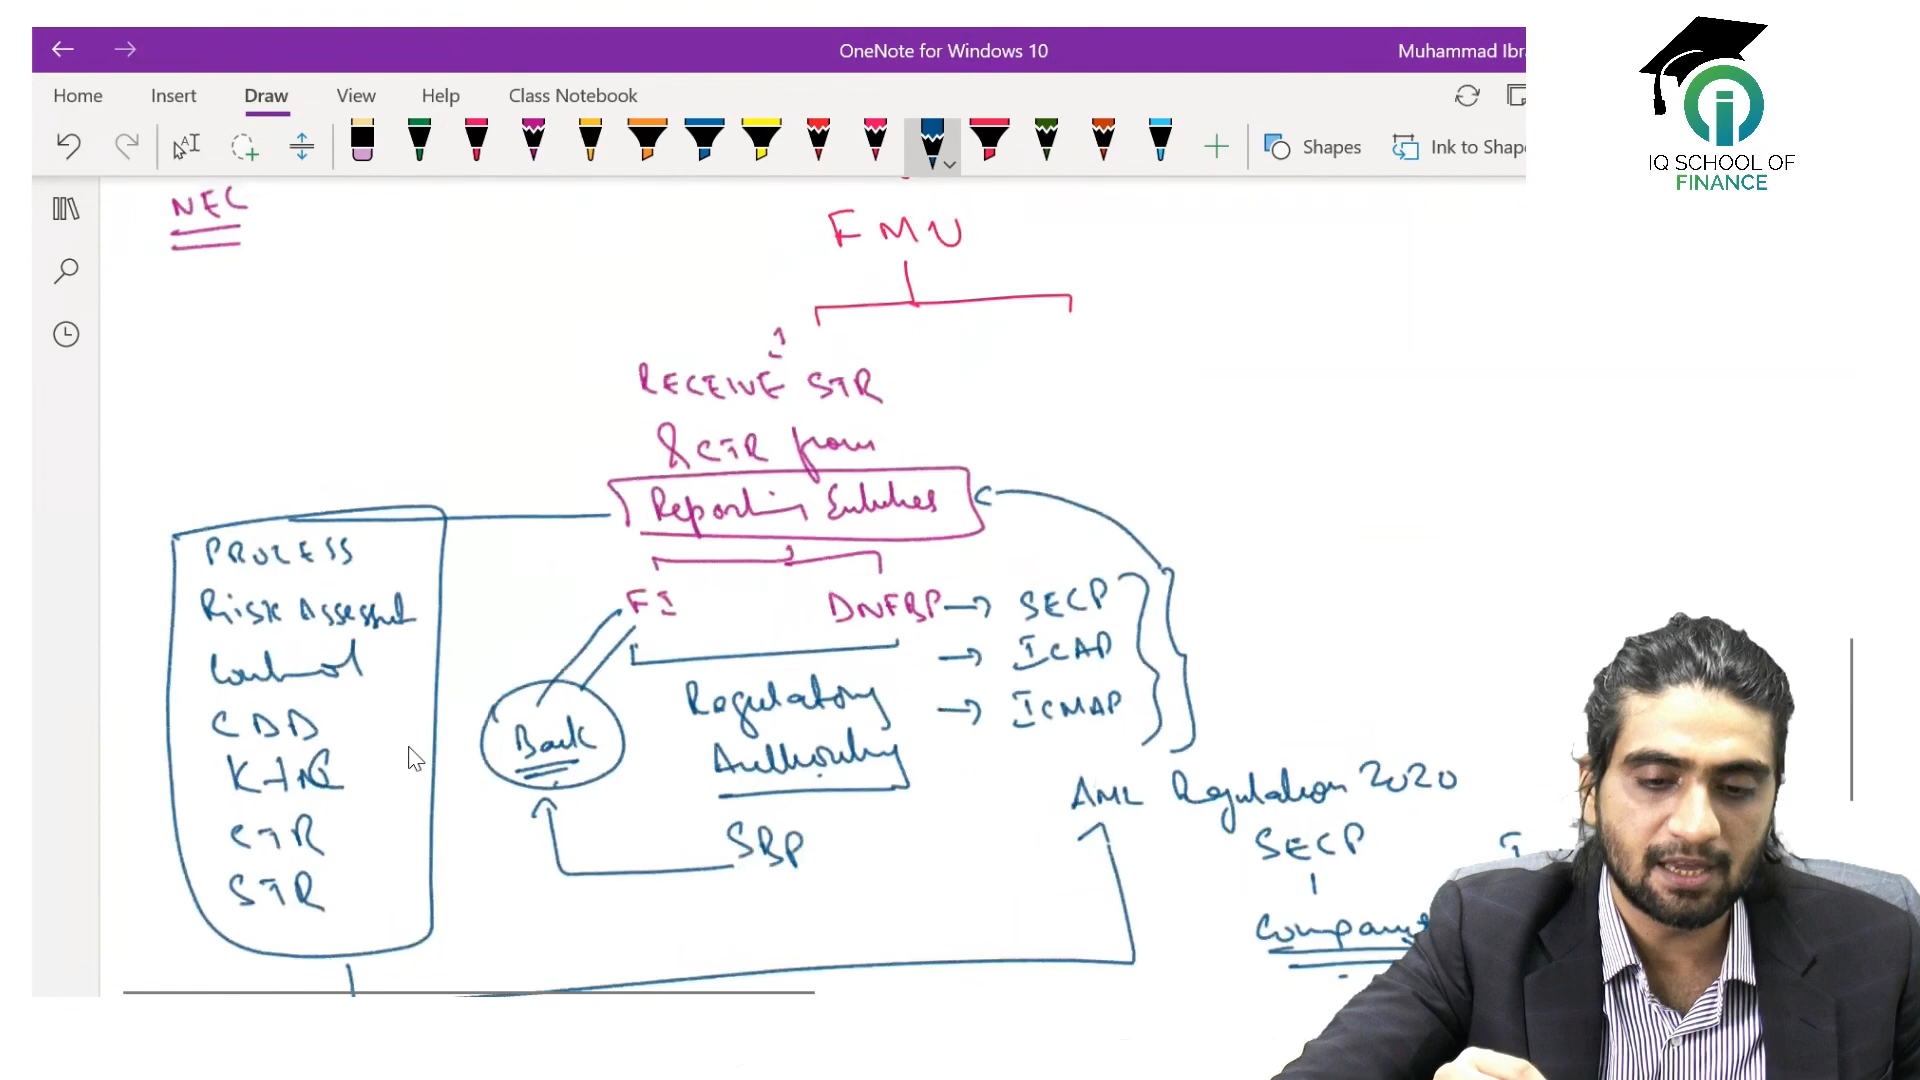 OneNote for Windows 10
Muhammad Ibr
Home Insert Draw View Help Class Notebook
Shapes
Ink to Shap
IQ SCHOOL OF
FINANCE
NEC
FMU
RECEIVE STR
& CTR from
Reporting Entities
FI
DNFBP → SECP
→ ICAP
→ ICMAP
PROCESS
Risk Assessmt
Control
CDD
KYC
CTR
STR
Bank
Regulatory
Authority
SBP
AML Regulation 2020
SECP